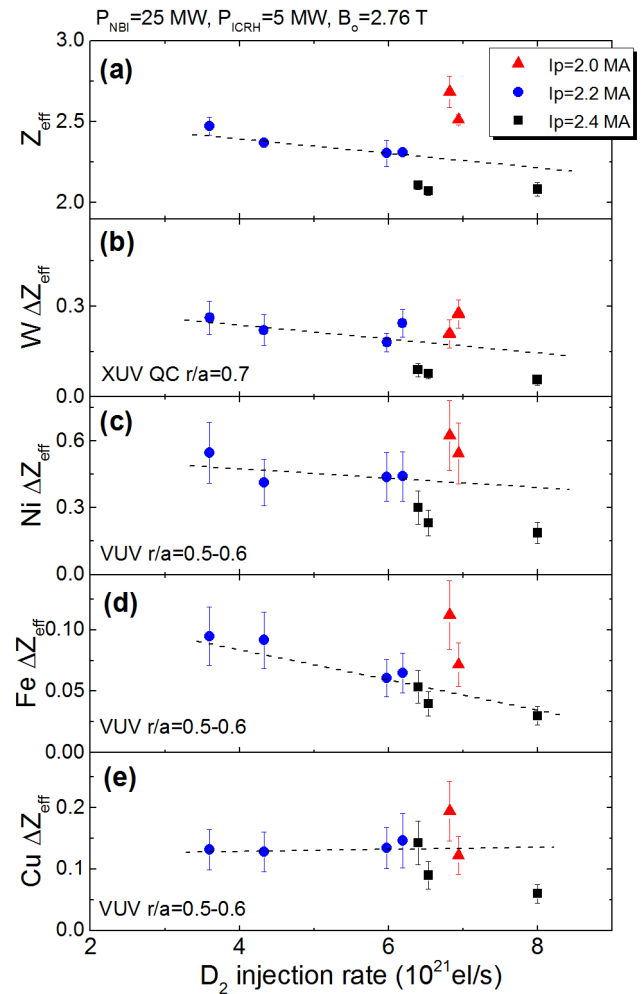 P_NBI=25 MW, P_ICRH=5 MW, B_o=2.76 T
(a)
Z_eff
3.0
2.5
2.0
Ip=2.0 MA
Ip=2.2 MA
Ip=2.4 MA
(b)
W ΔZ_eff
0.3
0.0
XUV QC r/a=0.7
(c)
Ni ΔZ_eff
0.6
0.3
0.0
VUV r/a=0.5-0.6
(d)
Fe ΔZ_eff
0.10
0.05
0.00
VUV r/a=0.5-0.6
(e)
Cu ΔZ_eff
0.2
0.1
0.0
VUV r/a=0.5-0.6
2 4 6 8
D_2 injection rate (10^21el/s)